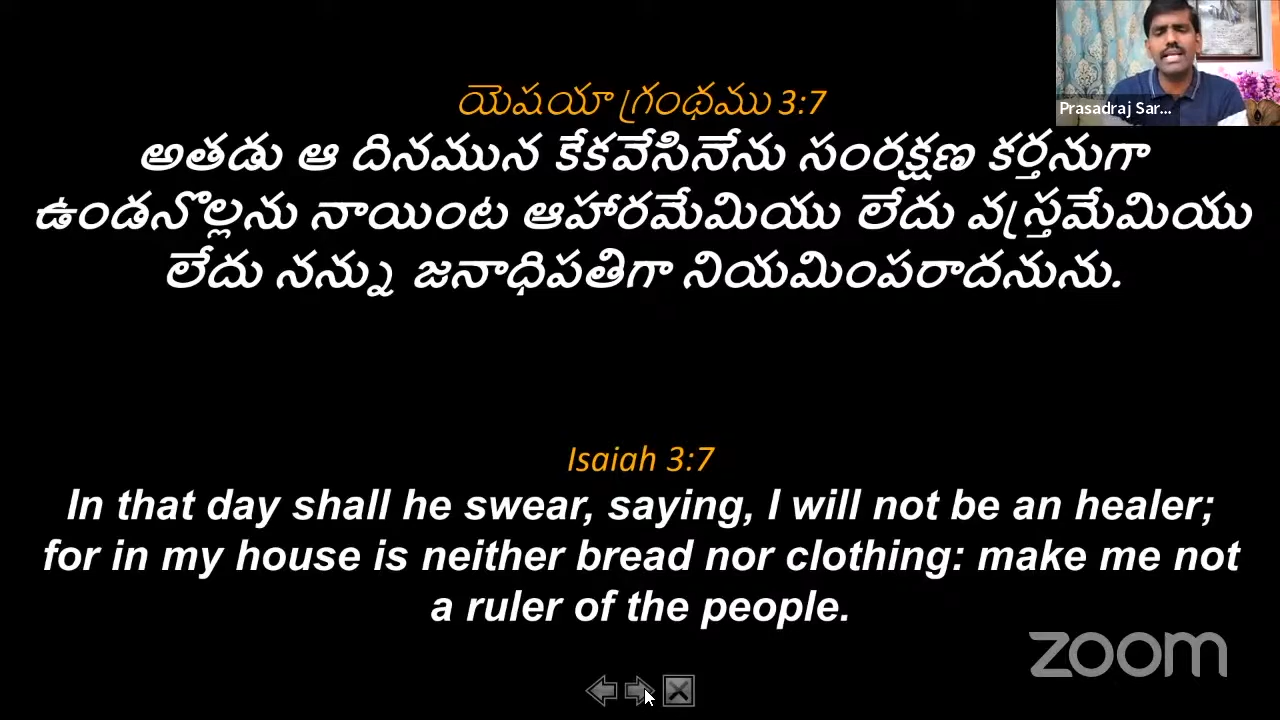 యెషయా గ్రంథము 3:7
అతడు ఆ దినమున కేకవేసినేను సంరక్షణ కర్తనుగా
ఉండనొల్లను నాయింట ఆహారమేమియు లేదు వస్త్రమేమియు
లేదు నన్ను జనాధిపతిగా నియమింపరాదనును.
Prasadraj Sar...
Isaiah 3:7
In that day shall he swear, saying, I will not be an healer;
for in my house is neither bread nor clothing: make me not
a ruler of the people.
zoom